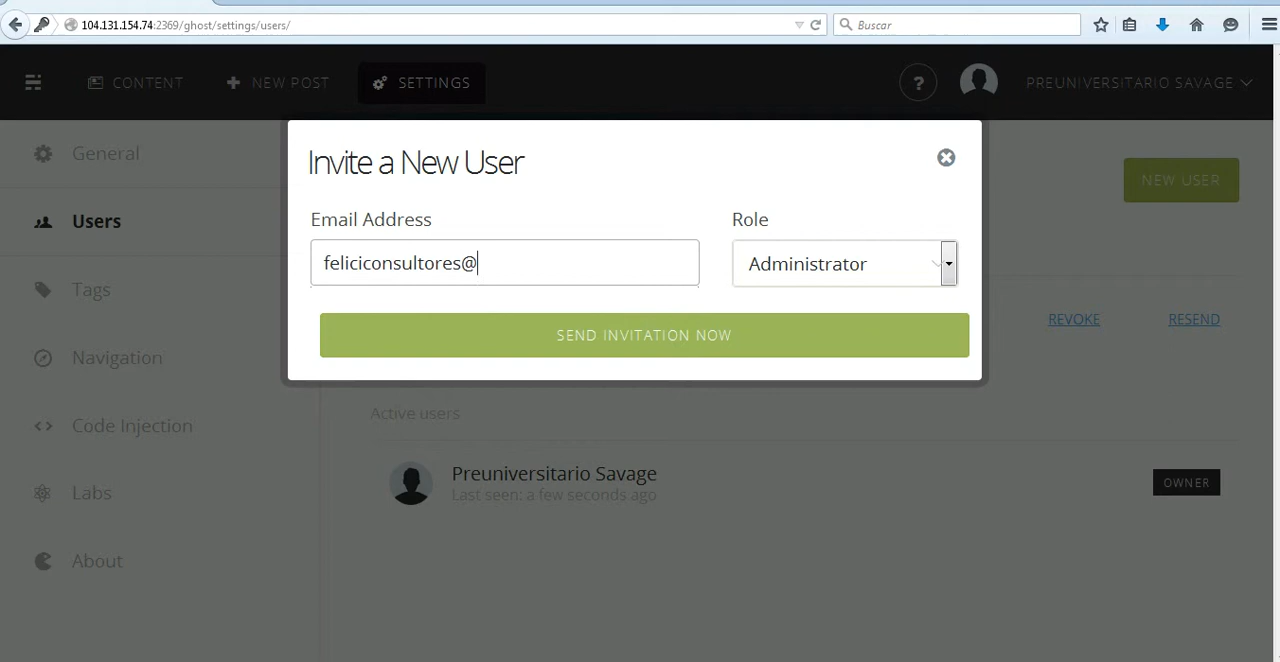 104.131.154.74:2369/ghost/settings/users/
Buscar
CONTENT
NEW POST
SETTINGS
?
PREUNIVERSITARIO SAVAGE
General
Users
Tags
Navigation
Code Injection
Labs
About
Invite a New User
Email Address
Role
feliciconsultores@
Administrator
SEND INVITATION NOW
NEW USER
REVOKE
RESEND
Active users
Preuniversitario Savage
Last seen: a few seconds ago
OWNER